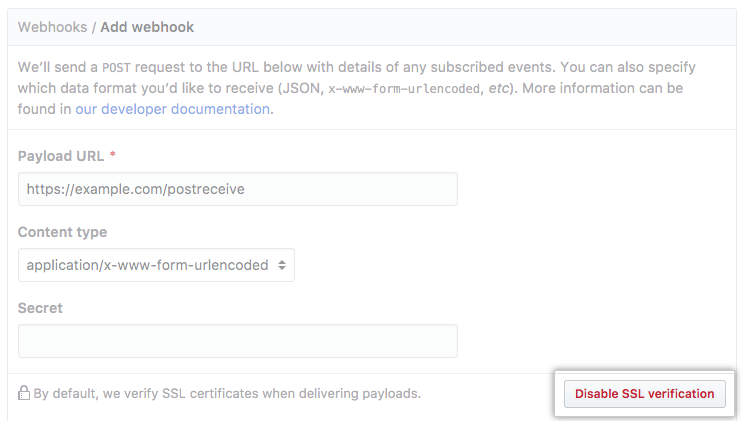 Webhooks / Add webhook
We’ll send a POST request to the URL below with details of any subscribed events. You can also specify
which data format you’d like to receive (JSON, x-www-form-urlencoded, etc). More information can be
found in our developer documentation.
Payload URL *
https://example.com/postreceive
Content type
application/x-www-form-urlencoded
Secret
By default, we verify SSL certificates when delivering payloads.
Disable SSL verification